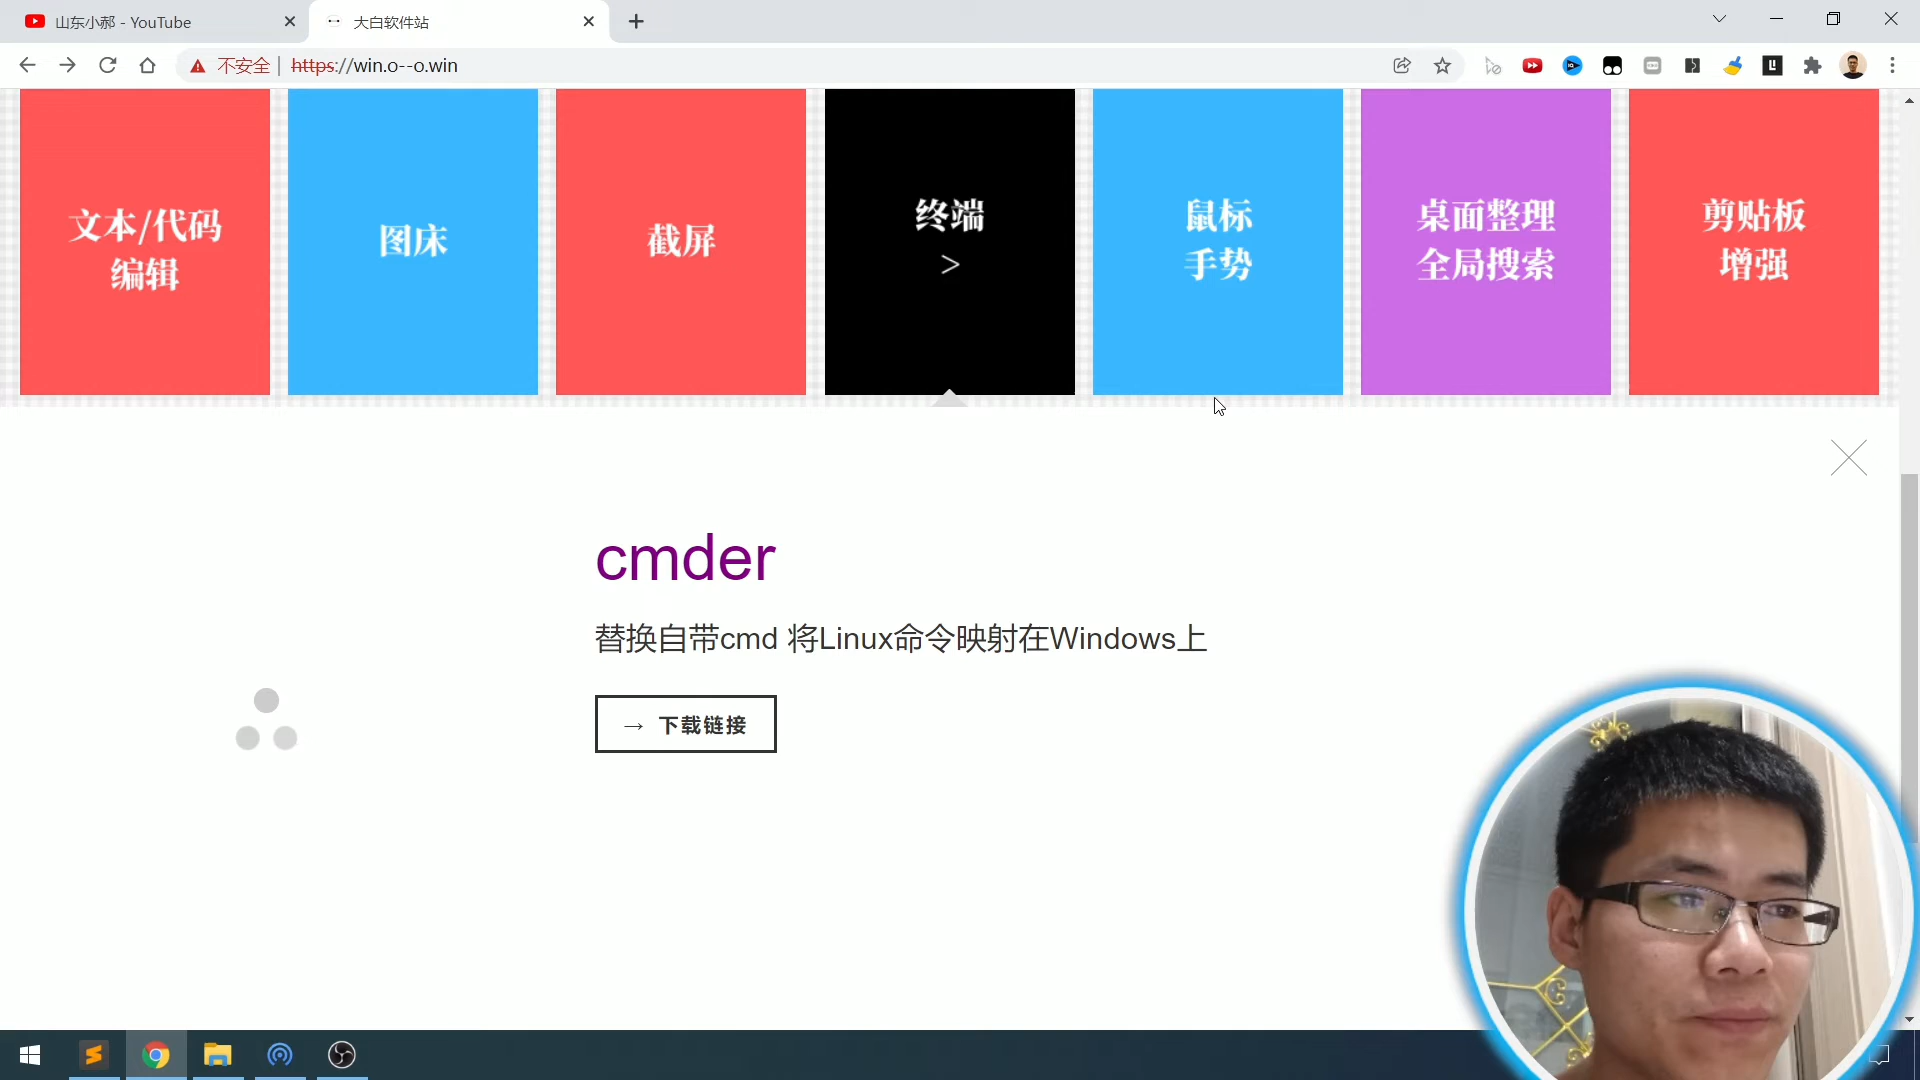 山东小郝 - YouTube
大白软件站
不安全 | https://win.o--o.win
文本/代码
编辑
图床
截屏
终端
>
鼠标
手势
桌面整理
全局搜索
剪贴板
增强
cmder
替换自带cmd 将Linux命令映射在Windows上
→ 下载链接